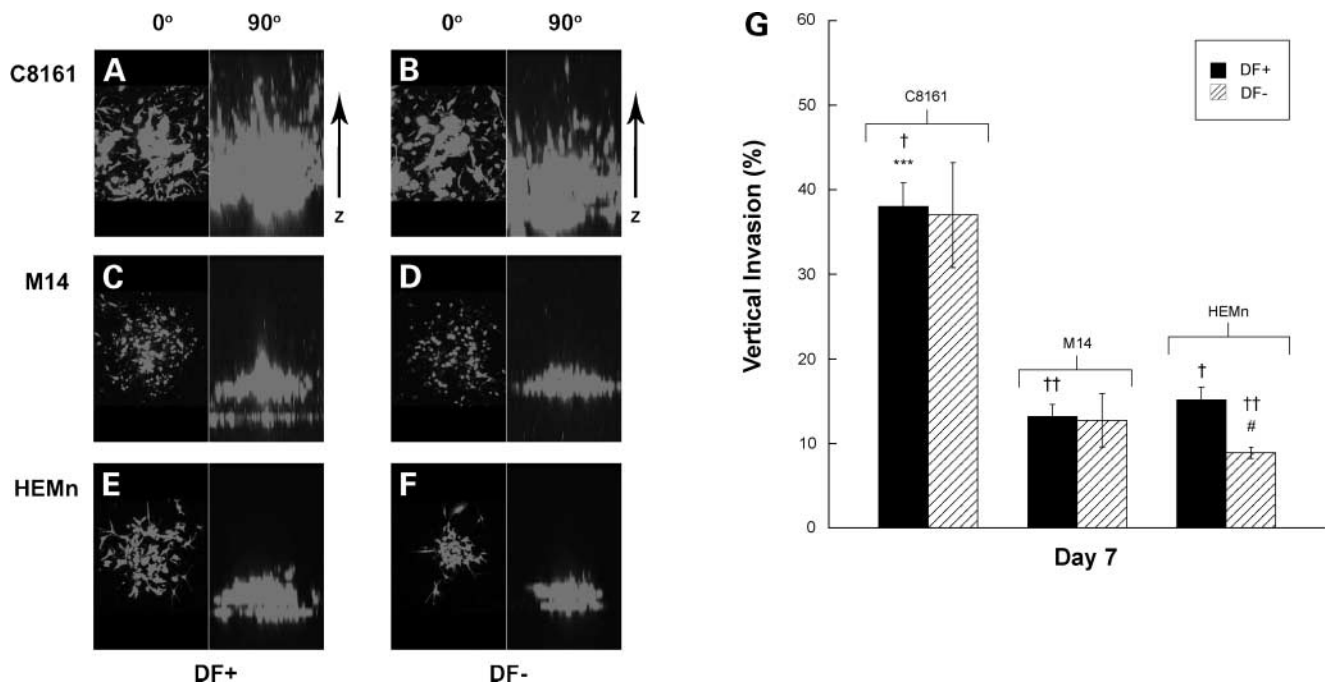 0° 90° 0° 90°
C8161
A
B
z
z
M14
C
D
HEMn
E
F
DF+ DF-
G
60
50
40
30
20
10
0
Vertical Invasion (%)
DF+
DF-
C8161
†
***
M14
††
HEMn
†
††
#
Day 7